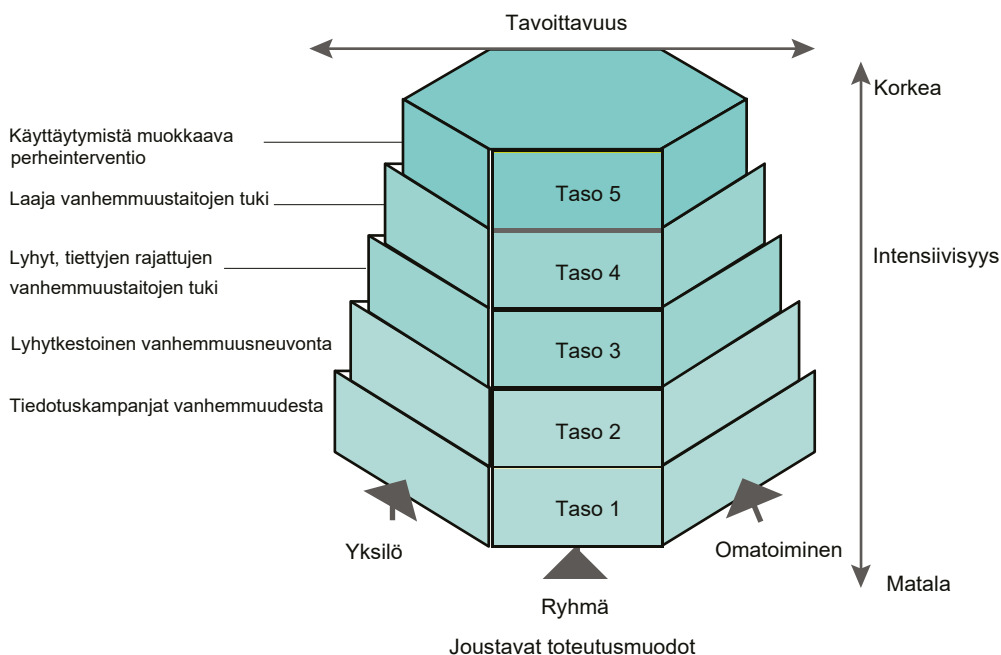 Tavoittavuus
Korkea
Käyttäytymistä muokkaava
perheinterventio
Taso 5
Laaja vanhemmuustaitojen tuki
Lyhyt, tiettyjen rajattujen
vanhemmuustaitojen tuki
Taso 4
Intensiivisyys
Lyhytkestoinen vanhemmuusneuvonta
Taso 3
Tiedotuskampanjat vanhemmuudesta
Taso 2
Taso 1
Yksilö
Omatoiminen
Matala
Ryhmä
Joustavat toteutusmuodot